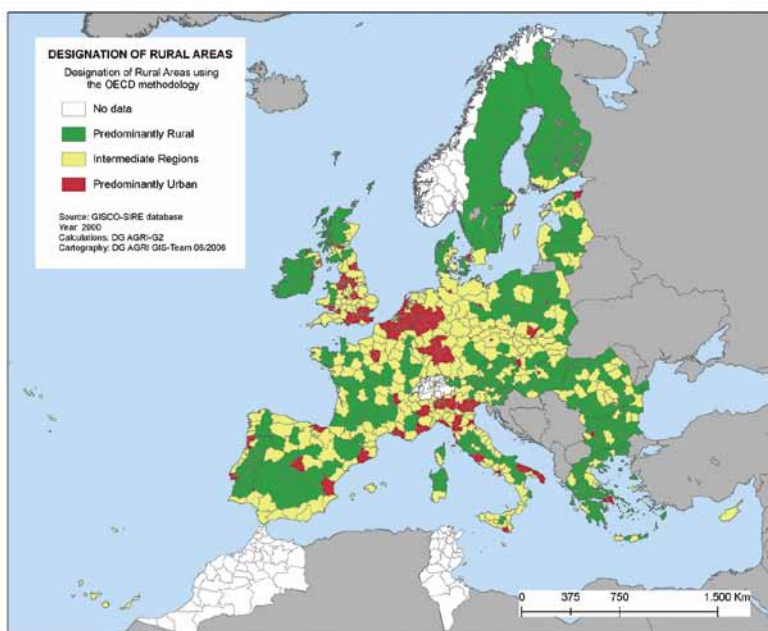 DESIGNATION OF RURAL AREAS
Designation of Rural Areas using
the OECD methodology
No data
Predominantly Rural
Intermediate Regions
Predominantly Urban
Source: GISCO-SIRE database
Year: 2000
Calculations: DG AGRI-G2
Cartography: DG AGRI GIS-Team 05/2006
0 375 750 1.500 Km